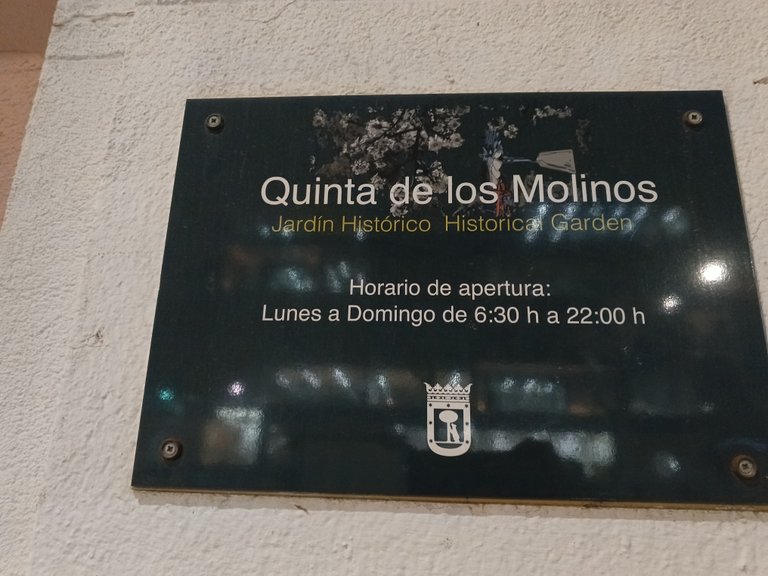 Quinta de los Molinos
Jardín Histórico Historical Garden
Horario de apertura:
Lunes a Domingo de 6:30 h a 22:00 h